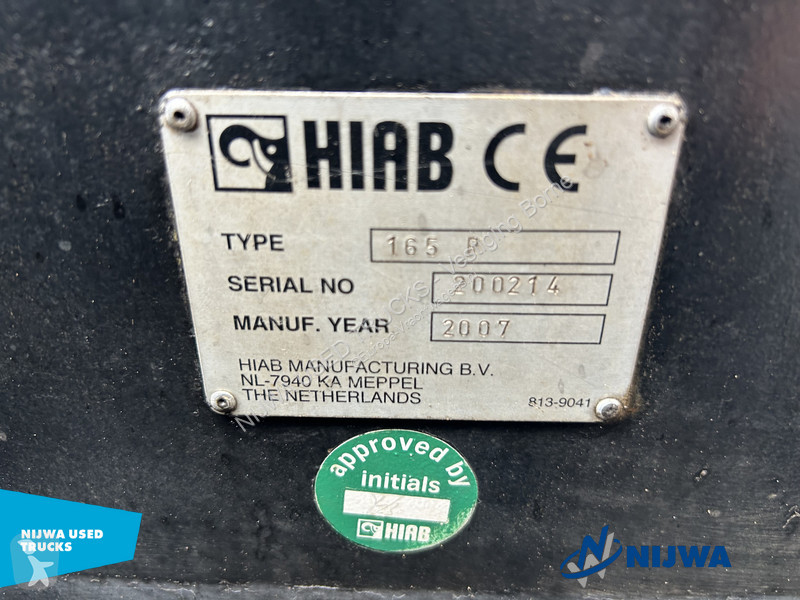 HIAB CE
TYPE 165 R
SERIAL NO 200214
MANUF. YEAR 2007
HIAB MANUFACTURING B.V.
NL-7940 KA MEPPEL
THE NETHERLANDS 813-9041
approved by
initials
HIAB
NIJWA USED
TRUCKS
NIJWA